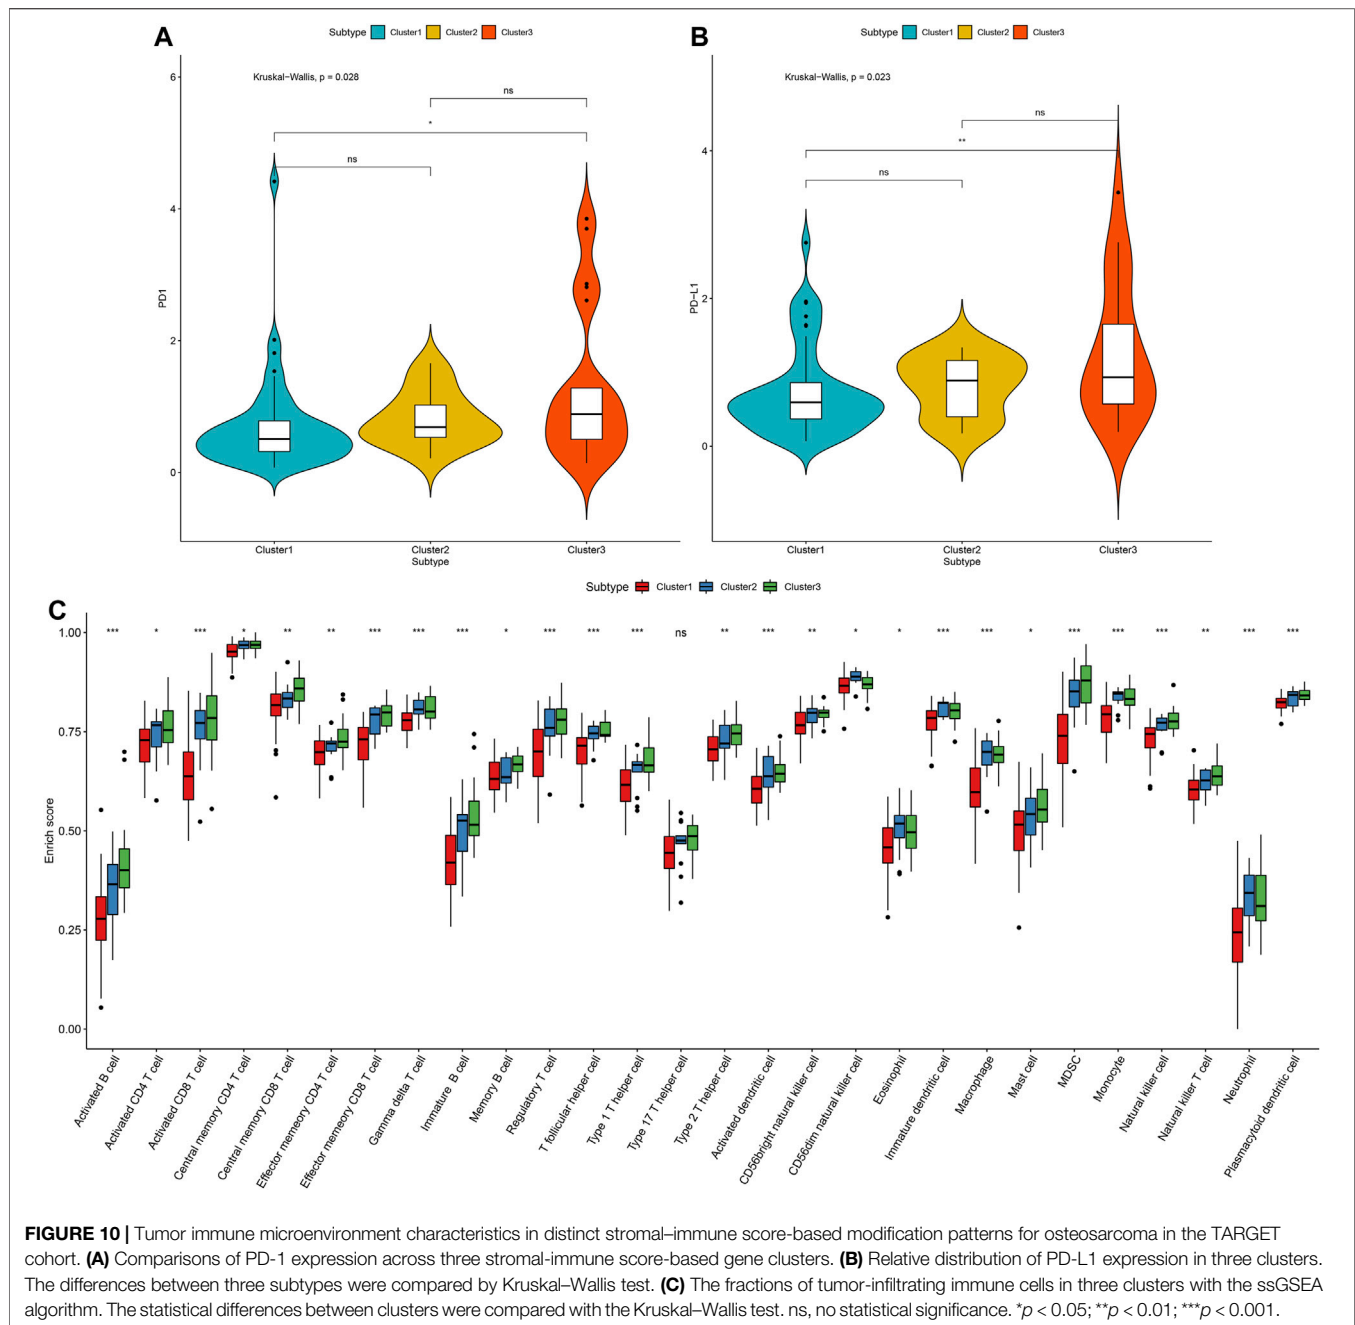 A
Subtype Cluster1 Cluster2 Cluster3
Kruskal−Wallis, p = 0.028
ns
*
ns
6
4
2
0
PD1
Cluster1 Cluster2 Cluster3
Subtype
B
Subtype Cluster1 Cluster2 Cluster3
Kruskal−Wallis, p = 0.023
ns
**
ns
4
2
0
PD−L1
Cluster1 Cluster2 Cluster3
Subtype
C
Subtype Cluster1 Cluster2 Cluster3
*** * *** * ** ** *** *** *** * *** *** *** ns ** *** ** * * *** *** * *** *** *** ** *** ***
1.00
0.75
0.50
0.25
0.00
Enrich score
Activated B cell
Activated CD4 T cell
Activated CD8 T cell
Central memory CD4 T cell
Central memory CD8 T cell
Effector memeory CD4 T cell
Effector memeory CD8 T cell
Gamma delta T cell
Immature B cell
Memory B cell
Regulatory T cell
T follicular helper cell
Type 1 T helper cell
Type 17 T helper cell
Type 2 T helper cell
Activated dendritic cell
CD56bright natural killer cell
CD56dim natural killer cell
Eosinophil
Immature dendritic cell
Macrophage
Mast cell
MDSC
Monocyte
Natural killer cell
Natural killer T cell
Neutrophil
Plasmacytoid dendritic cell
FIGURE 10 | Tumor immune microenvironment characteristics in distinct stromal–immune score-based modification patterns for osteosarcoma in the TARGET
cohort. (A) Comparisons of PD-1 expression across three stromal-immune score-based gene clusters. (B) Relative distribution of PD-L1 expression in three clusters.
The differences between three subtypes were compared by Kruskal–Wallis test. (C) The fractions of tumor-infiltrating immune cells in three clusters with the ssGSEA
algorithm. The statistical differences between clusters were compared with the Kruskal–Wallis test. ns, no statistical significance. *p < 0.05; **p < 0.01; ***p < 0.001.